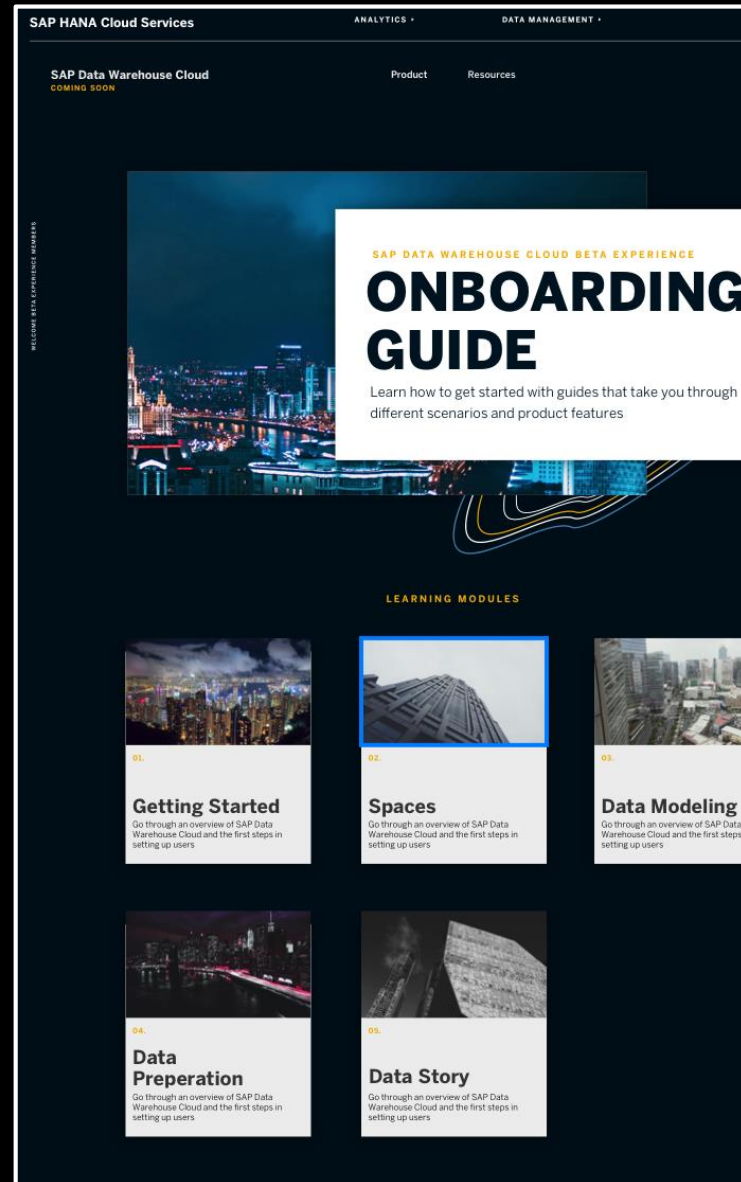 SAP HANA Cloud Services
ANALYTICS
DATA MANAGEMENT
SAP Data Warehouse Cloud
COMING SOON
Product
Resources
WELCOME BETA EXPERIENCE MEMBERS
SAP DATA WAREHOUSE CLOUD BETA EXPERIENCE
ONBOARDING
GUIDE
Learn how to get started with guides that take you through
different scenarios and product features
LEARNING MODULES
01.
Getting Started
Go through an overview of SAP Data
Warehouse Cloud and the first steps in
setting up users
02.
Spaces
Go through an overview of SAP Data
Warehouse Cloud and the first steps in
setting up users
03.
Data Modeling
Go through an overview of SAP Data
Warehouse Cloud and the first steps
setting up users
04.
Data
Preperation
Go through an overview of SAP Data
Warehouse Cloud and the first steps in
setting up users
05.
Data Story
Go through an overview of SAP Data
Warehouse Cloud and the first steps in
setting up users